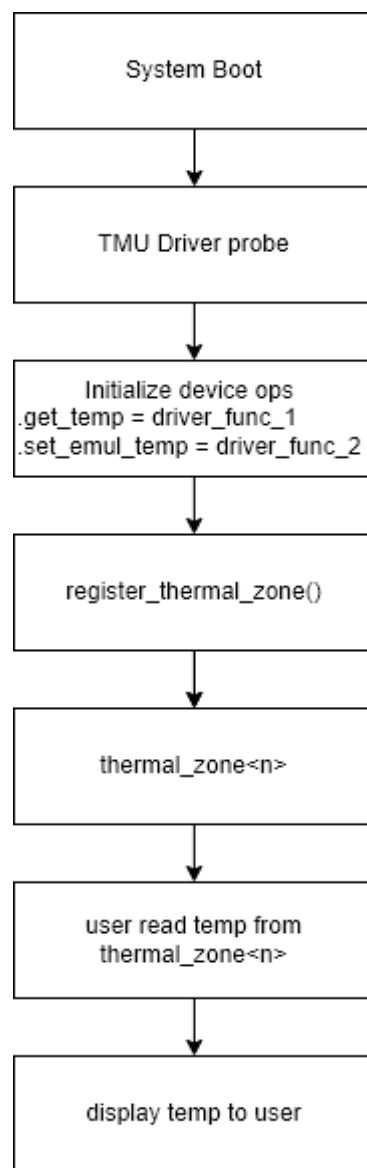 System Boot
TMU Driver probe
Initialize device ops
.get_temp = driver_func_1
.set_emul_temp = driver_func_2
register_thermal_zone()
thermal_zone<n>
user read temp from
thermal_zone<n>
display temp to user